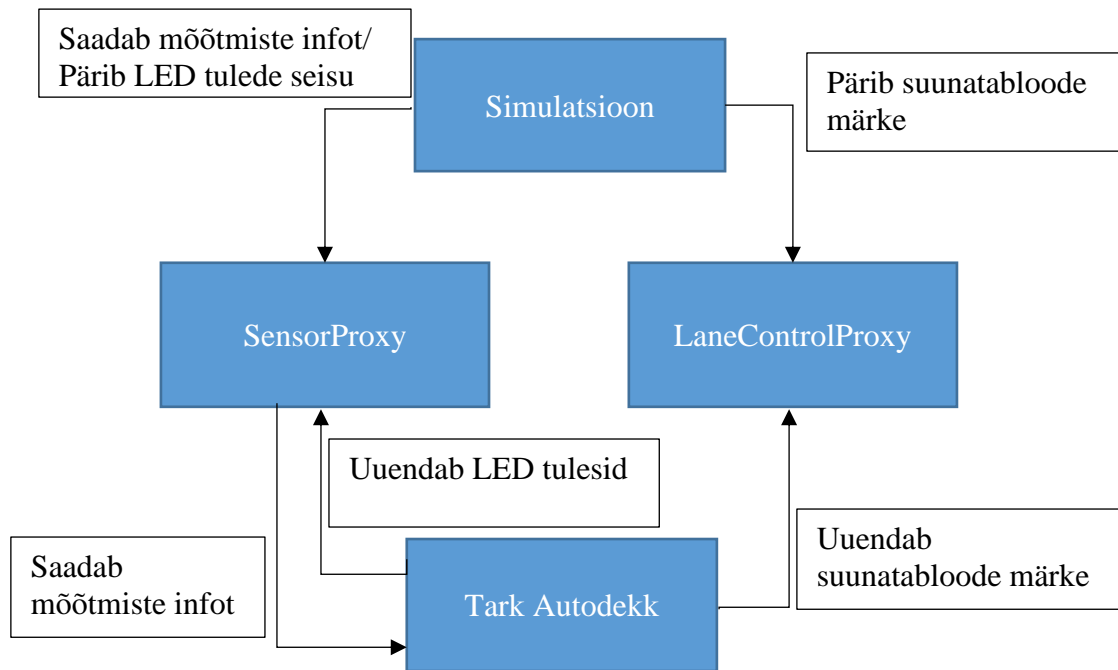 Saadab mõõtmiste infot/
Pärib LED tulede seisu
Simulatsioon
Pärib suunatabloode
märke
SensorProxy
LaneControlProxy
Uuendab LED tulesid
Saadab
mõõtmiste infot
Tark Autodekk
Uuendab
suunatabloode märke